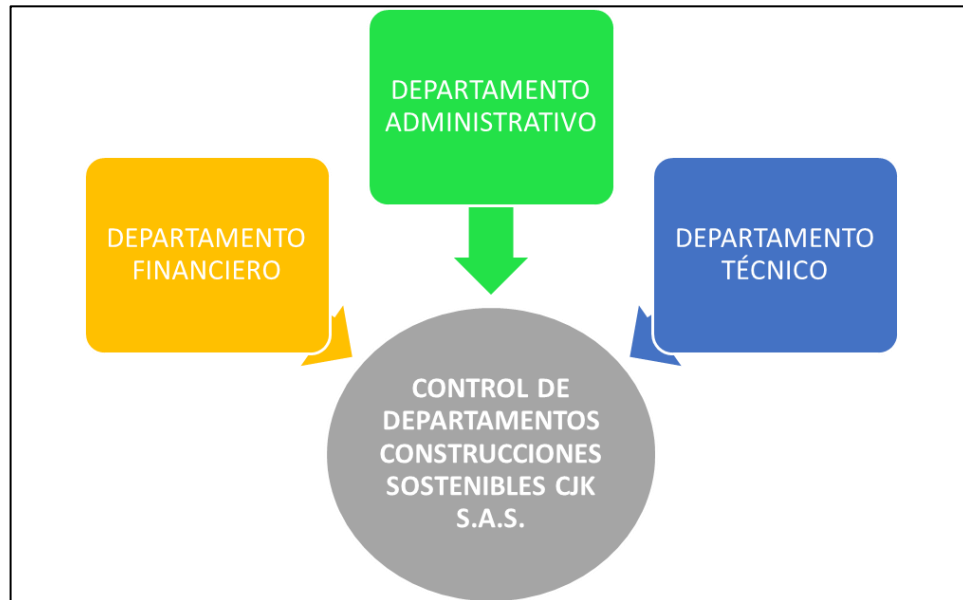 DEPARTAMENTO
ADMINISTRATIVO
DEPARTAMENTO
FINANCIERO
DEPARTAMENTO
TÉCNICO
CONTROL DE
DEPARTAMENTOS
CONSTRUCCIONES
SOSTENIBLES CJK
S.A.S.